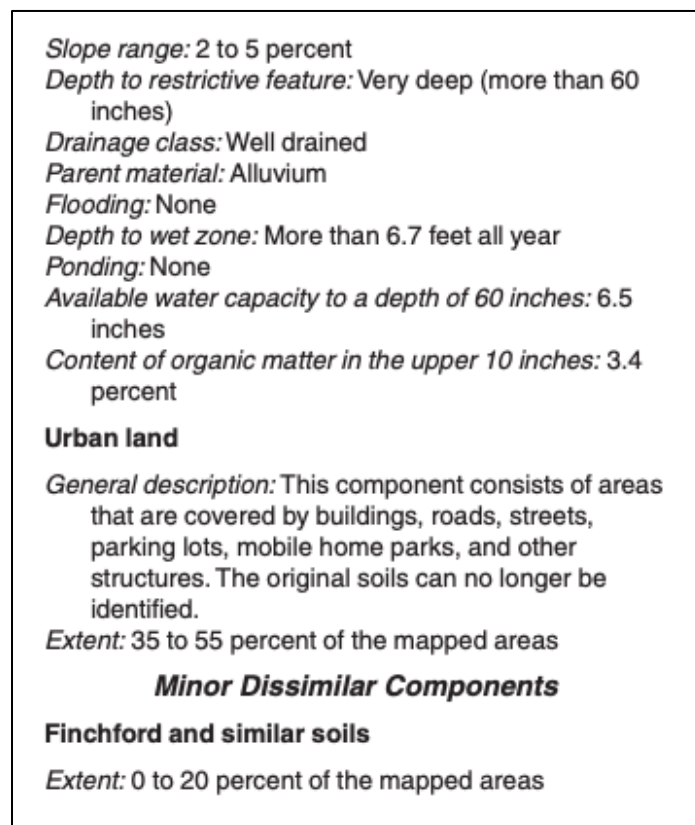 Slope range: 2 to 5 percent
Depth to restrictive feature: Very deep (more than 60
inches)
Drainage class: Well drained
Parent material: Alluvium
Flooding: None
Depth to wet zone: More than 6.7 feet all year
Ponding: None
Available water capacity to a depth of 60 inches: 6.5
inches
Content of organic matter in the upper 10 inches: 3.4
percent
Urban land
General description: This component consists of areas
that are covered by buildings, roads, streets,
parking lots, mobile home parks, and other
structures. The original soils can no longer be
identified.
Extent: 35 to 55 percent of the mapped areas
Minor Dissimilar Components
Finchford and similar soils
Extent: 0 to 20 percent of the mapped areas